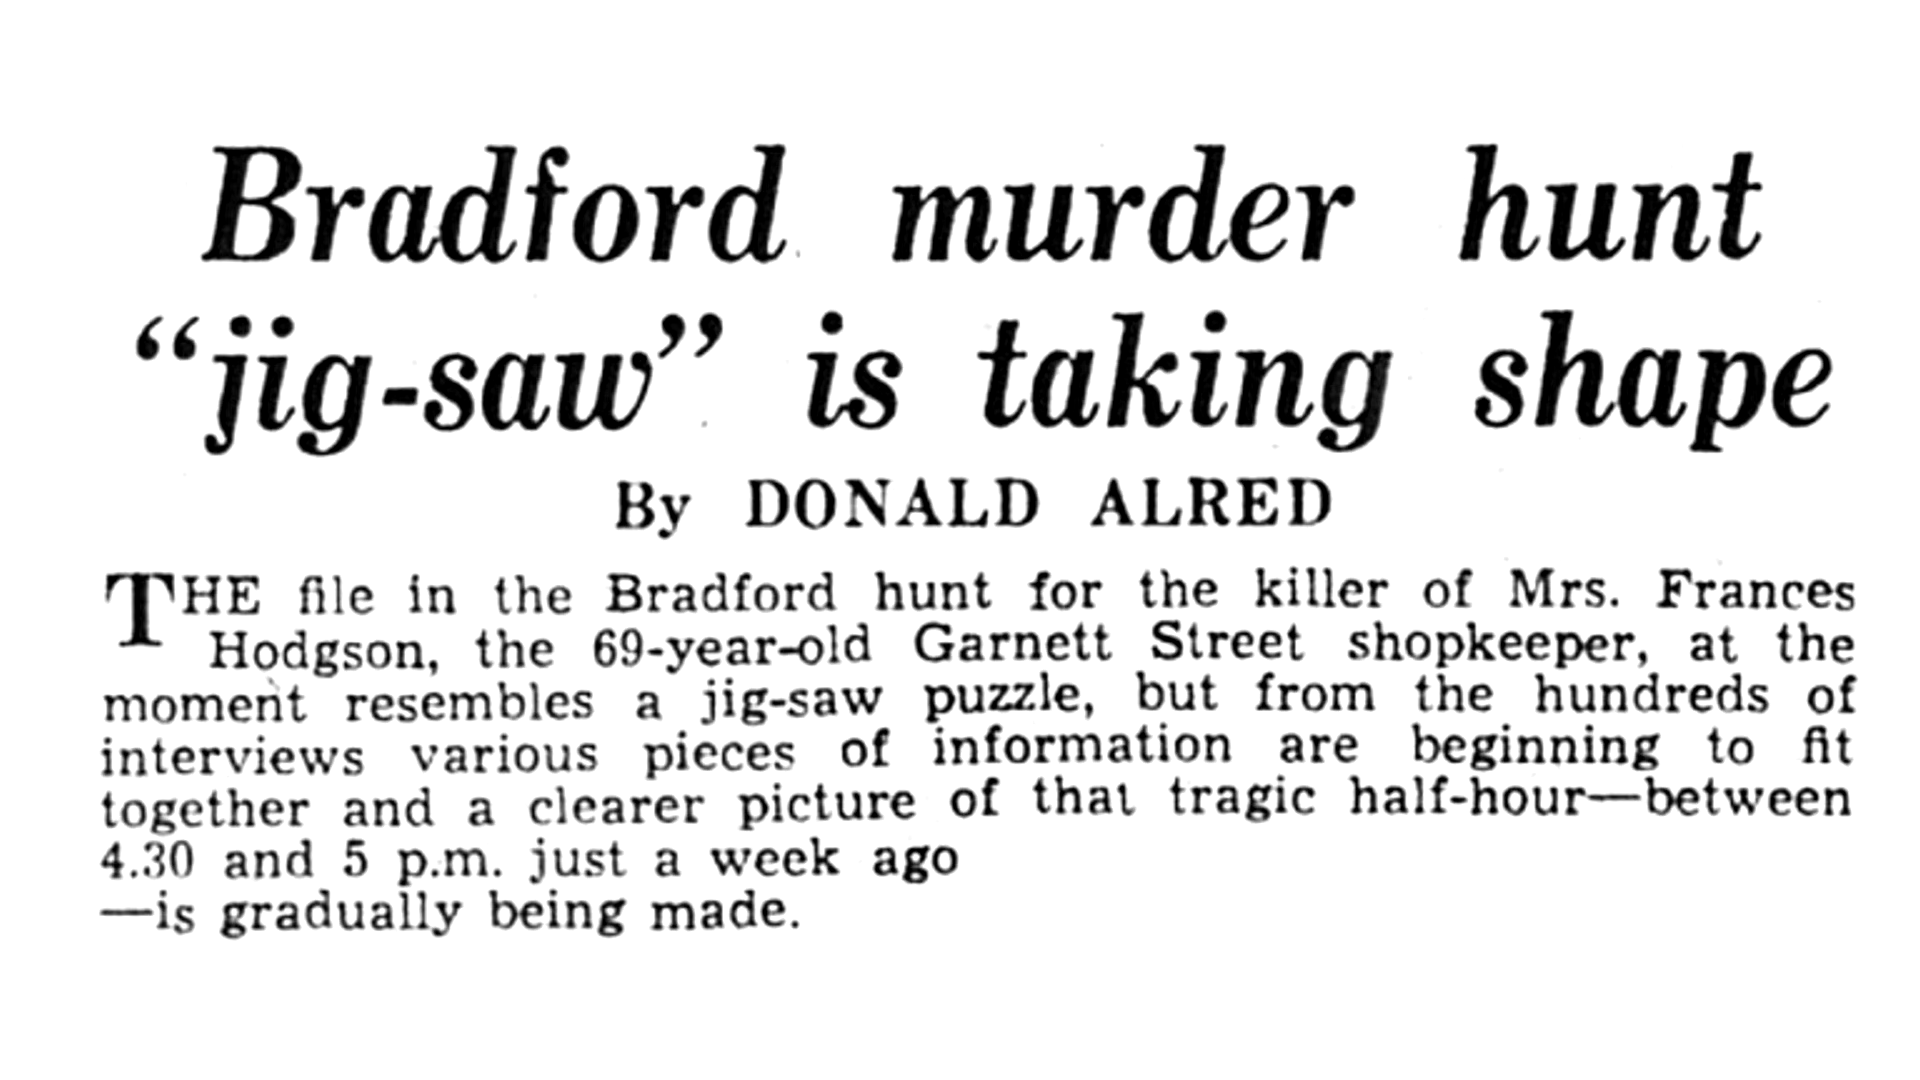 Bradford murder hunt
“jig-saw” is taking shape
By DONALD ALRED
THE file in the Bradford hunt for the killer of Mrs. Frances
Hodgson, the 69-year-old Garnett Street shopkeeper, at the
moment resembles a jig-saw puzzle, but from the hundreds of
interviews various pieces of information are beginning to fit
together and a clearer picture of that tragic half-hour—between
4.30 and 5 p.m. just a week ago
—is gradually being made.